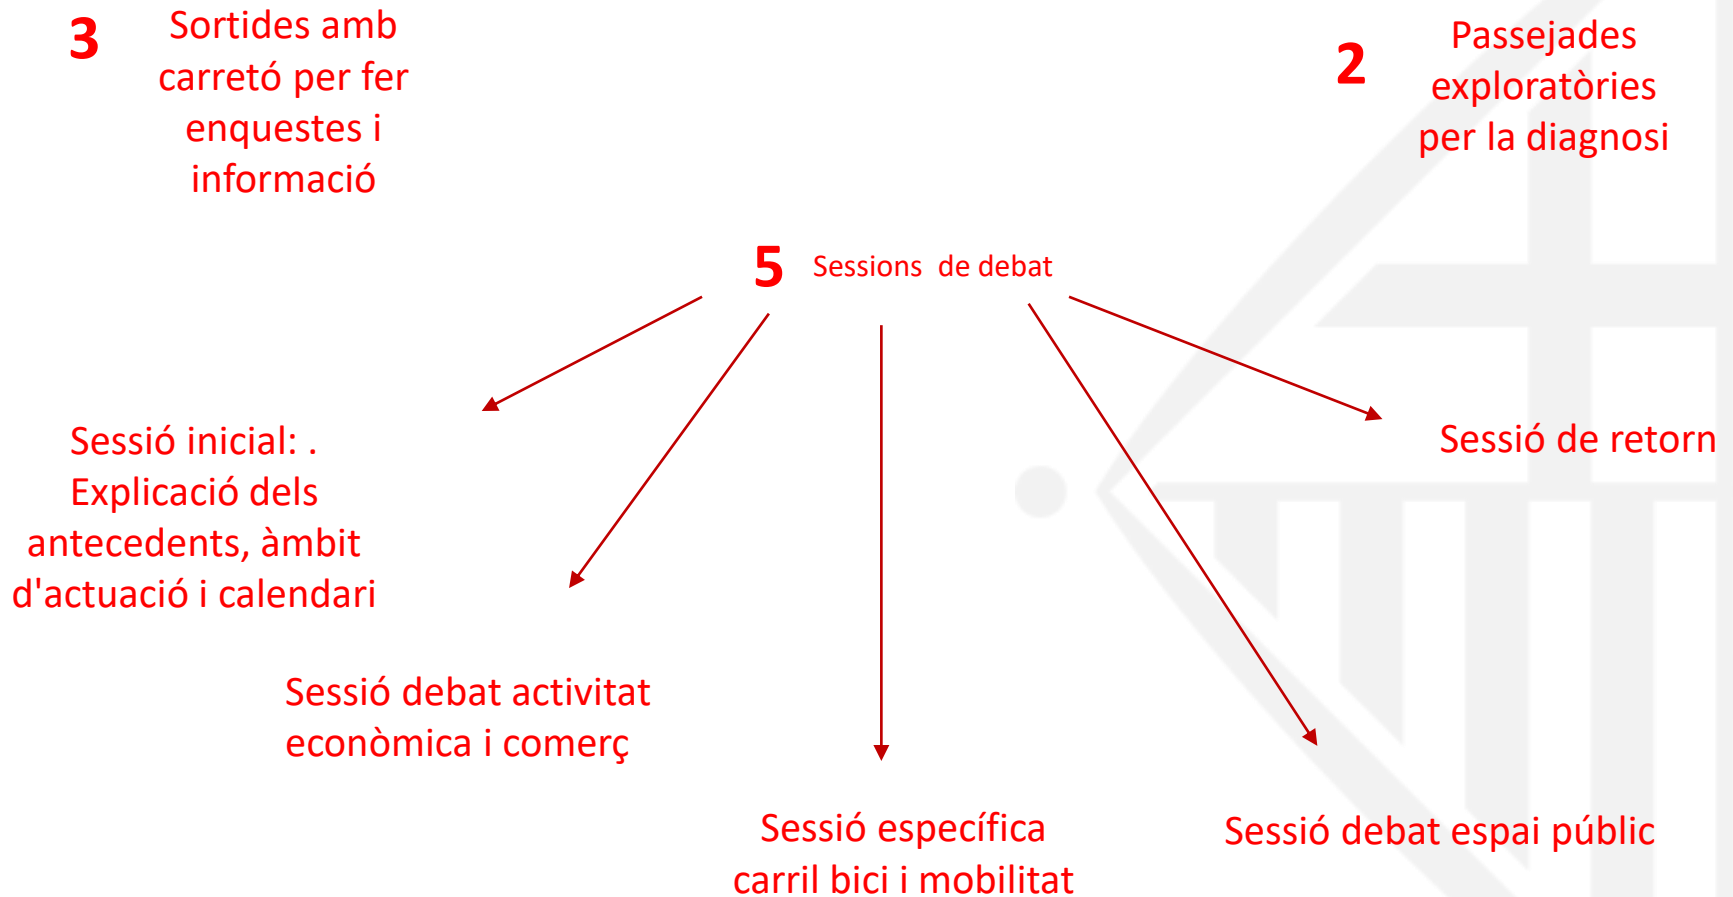 3
Sortides amb
carretó per fer
enquestes i
informació
2
Passejades
exploratòries
per la diagnosi
5 Sessions de debat
Sessió inicial: .
Explicació dels
antecedents, àmbit
d'actuació i calendari
Sessió de retorn
Sessió debat activitat
econòmica i comerç
Sessió específica
carril bici i mobilitat
Sessió debat espai públic